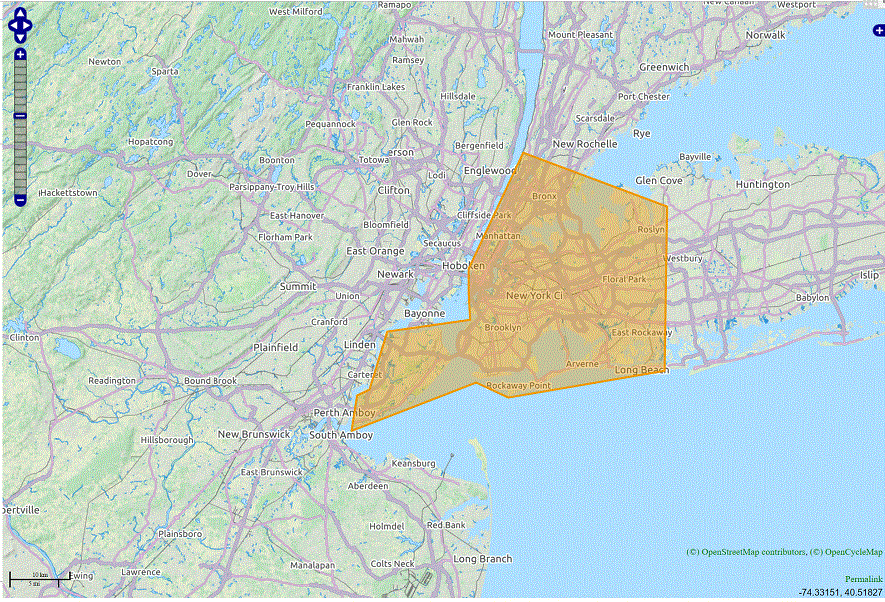 Ramapo
West Milford
New Canaan
Westport
Mount Pleasant
Norwalk
Mahwah
Newton
Ramsey
Sparta
Greenwich
Franklin Lakes
Hillsdale
Port Chester
Pequannock
Glen Rock
Scarsdale
Rye
Hopatcong
Bergenfield
New Rochelle
erson
Boonton
Totowa
Bayville
Dover
Lodi
Englewood
Glen Cove
Huntington
Hackettstown
Parsippany-Troy Hills
Clifton
Bronx
East Hanover
Cliffside Park
Bloomfield
Roslyn
Florham Park
Secaucus
Manhattan
East Orange
Westbury
Hoboken
Newark
Islip
Summit
Floral Park
Union
New York Ci
Babylon
Bayonne
Cranford
Brooklyn
East Rockaway
Clinton
Plainfield
Linden
Arverne
Long Beach
Readington
Bound Brook
Carteret
Rockaway Point
Perth Amboy
Hillsborough
New Brunswick
South Amboy
East Brunswick
Keansburg
Aberdeen
bertville
Holmdel
Red Bank
Plainsboro
(C) OpenStreetMap contributors, (C) OpenCycleMap
Long Branch
Manalapan
Colts Neck
Lawrence
Ewing
10 km
5 mi
Permalink
-74.33151, 40.51827